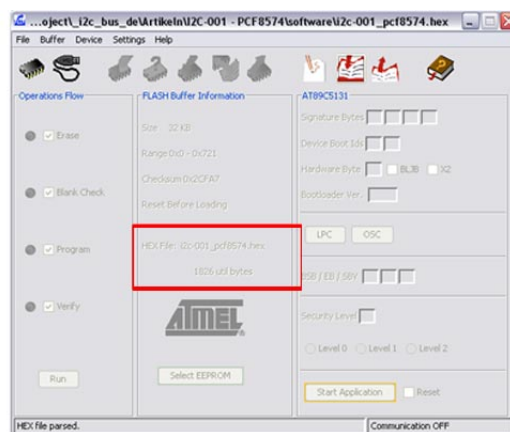 ...oject\_i2c_bus_de\ArtikelN\I2C-001 - PCF8574\software\i2c-001_pcf8574.hex
File Buffer Device Settings Help
Operations Flow
Erase
Blank Check
Program
Verify
Run
FLASH Buffer Information
Size 32 KB
Range 0x0 - 0x721
Checksum 0x2CFA7
Reset Before Loading
HEX File: i2c-001_pcf8574.hex
1826 util bytes
ATMEL
Select EEPROM
AT89C5131
Signature Bytes
Device Boot Ids
Hardware Byte BLJB X2
Bootloader Ver.
LPC OSC
BSB / EB / SBV
Security Level
Level 0 Level 1 Level 2
Start Application Reset
HEX file parsed.
Communication OFF